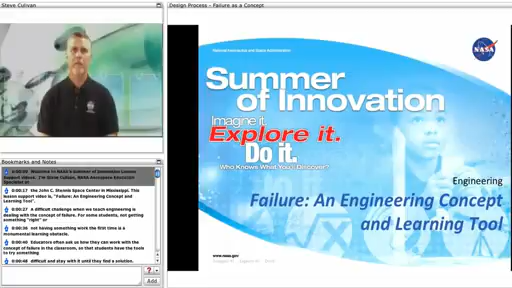 Steve Culivan
Design Process - Failure as a Concept
National Aeronautics and Space Administration
NASA
Summer
of Innovation
Imagine it.
Explore it.
Do it.
Who Knows What You'll Discover?
Engineering
Failure: An Engineering Concept
and Learning Tool
www.nasa.gov
Bookmarks and Notes
0:00:00 Welcome to NASA's Summer of Innovation Lesson
Support videos. I'm Steve Culivan, NASA Aerospace Education
Specialist at
0:00:17 the John C. Stennis Space Center in Mississippi. This
lesson support video is, "Failure: An Engineering Concept and
Learning Tool".
0:00:27 A difficult challenge when we teach engineering is
dealing with the concept of failure. For some students, not getting
something "right" or
0:00:36 not having something work the first time is a
monumental learning obstacle.
0:00:40 Educators often ask us how they can work with the
concept of failure in the classroom, so that students have the tools
to try something
0:00:48 difficult and stay with it until they find a solution.
?
Add